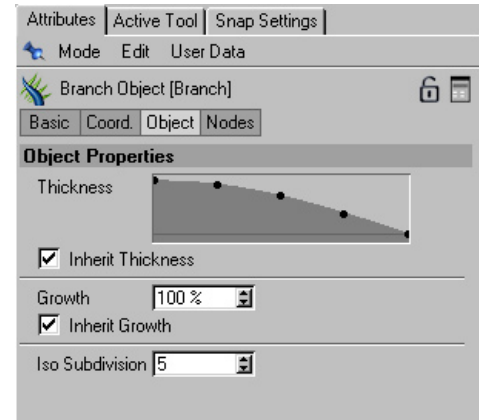 Attributes Active Tool Snap Settings
Mode Edit User Data
Branch Object [Branch]
Basic Coord. Object Nodes
Object Properties
Thickness
Inherit Thickness
Growth 100 %
Inherit Growth
Iso Subdivision 5